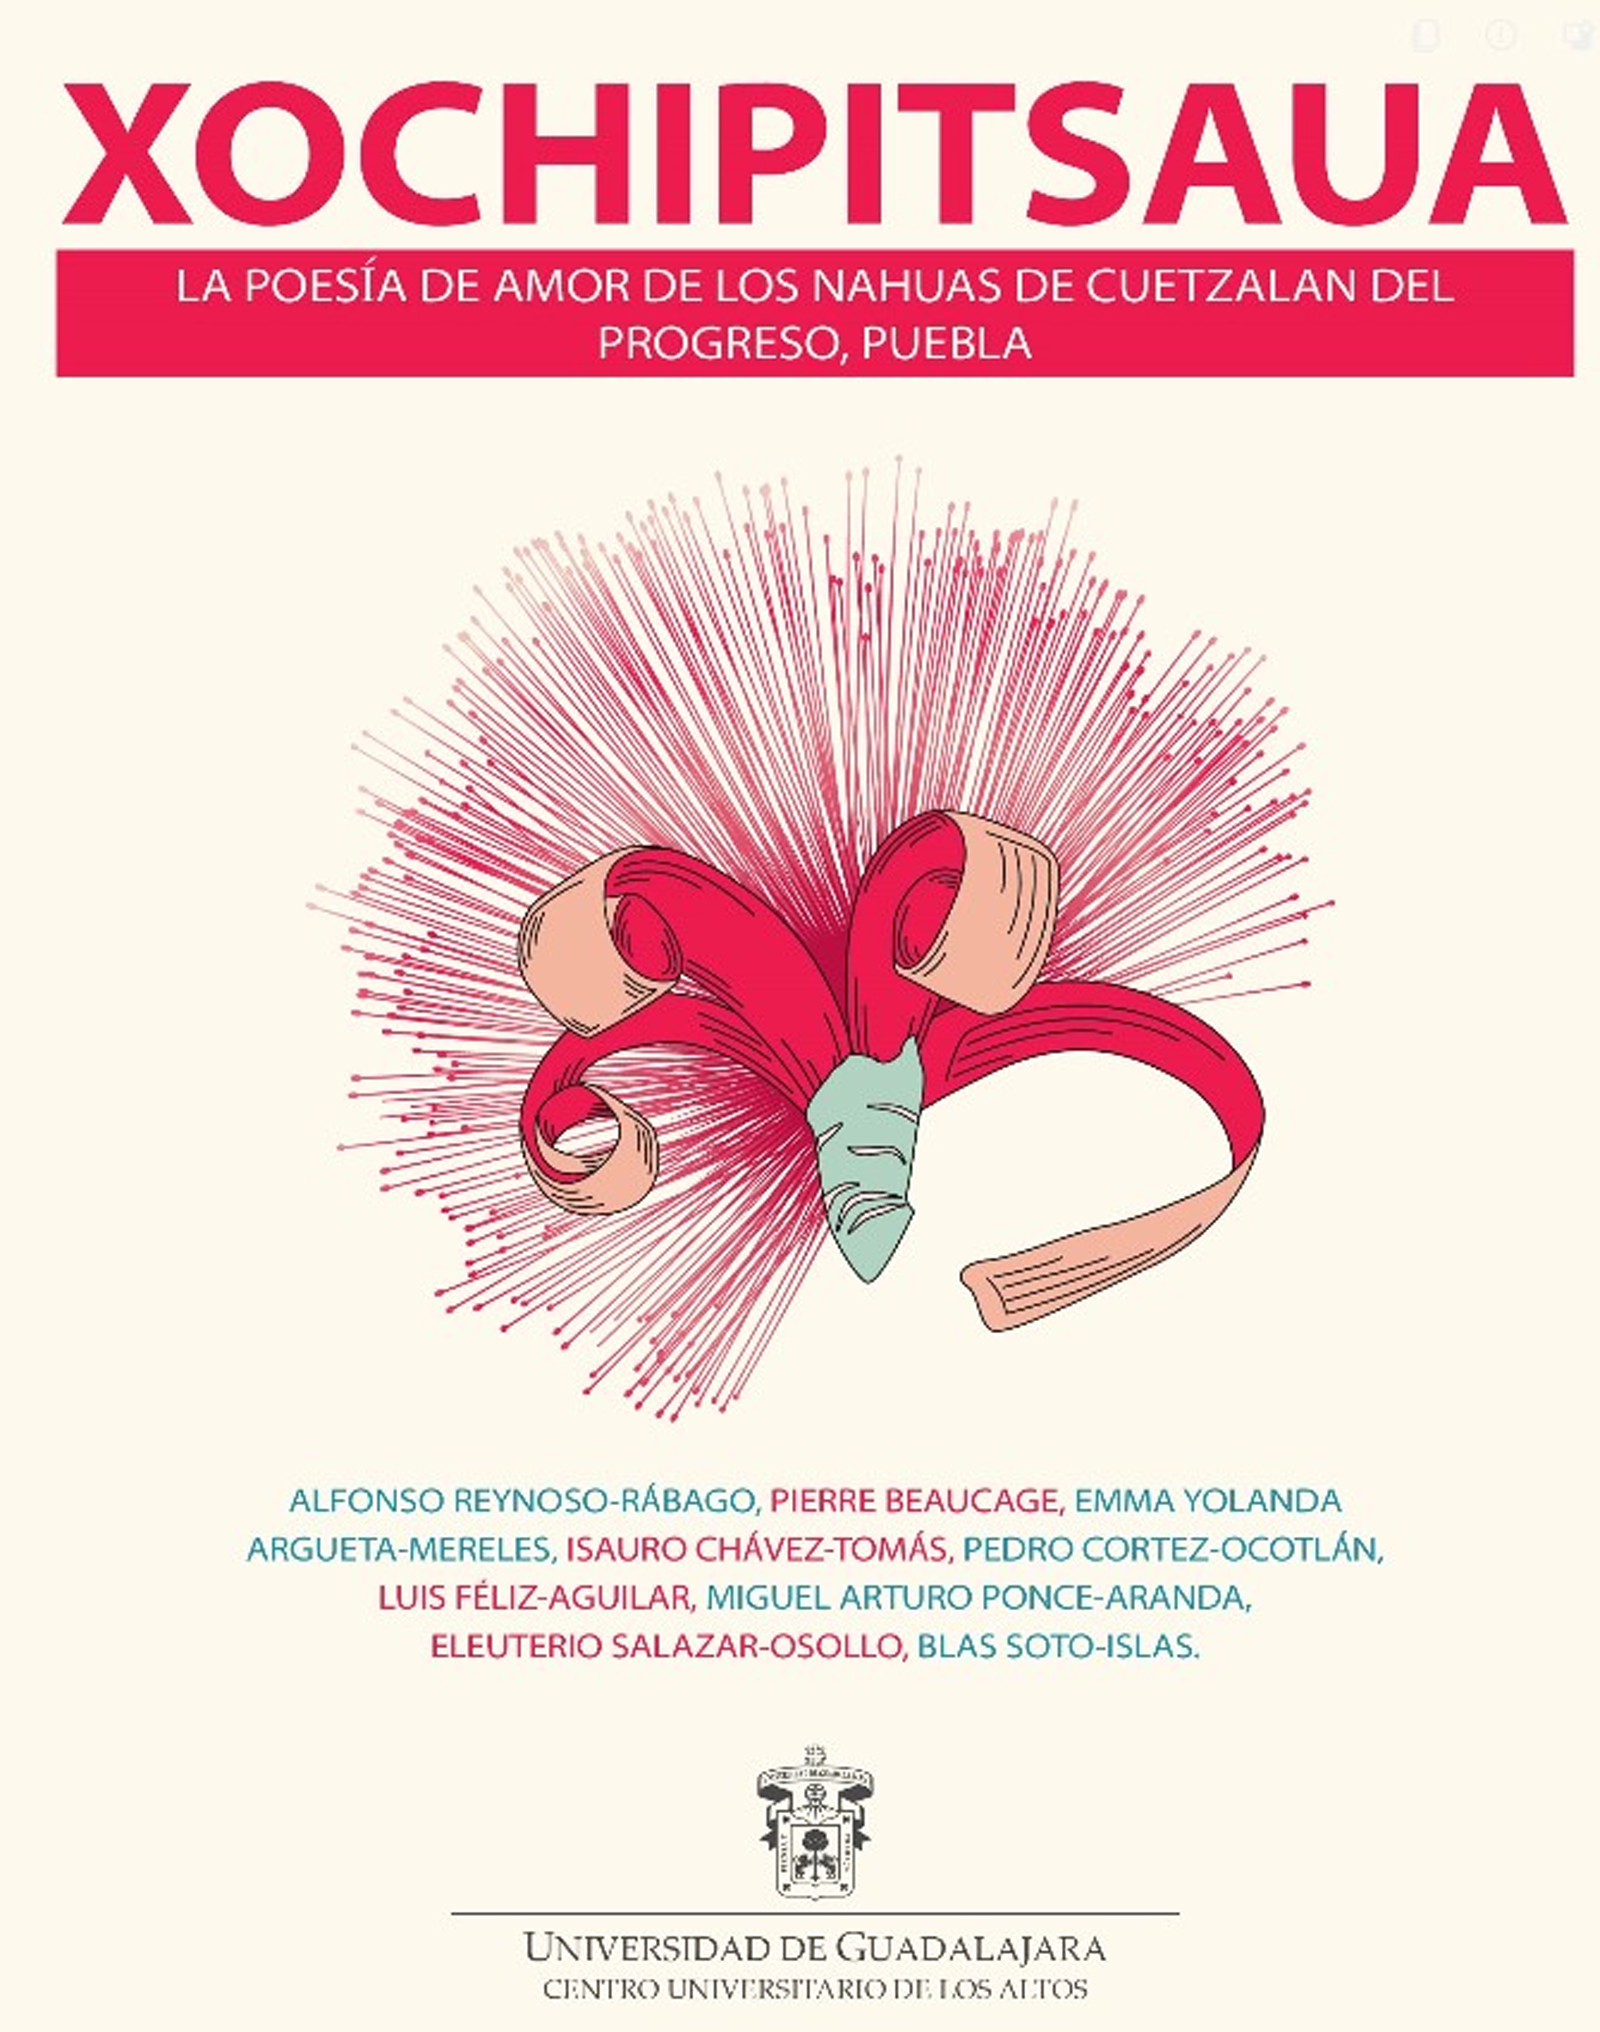 XOCHIPITSAUA
LA POESÍA DE AMOR DE LOS NAHUAS DE CUETZALAN DEL
PROGRESO, PUEBLA
ALFONSO REYNOSO-RÁBAGO, PIERRE BEAUCAGE, EMMA YOLANDA
ARGUETA-MERELES, ISAURO CHÁVEZ-TOMÁS, PEDRO CORTEZ-OCOTLÁN,
LUIS FÉLIZ-AGUILAR, MIGUEL ARTURO PONCE-ARANDA,
ELEUTERIO SALAZAR-OSOLLO, BLAS SOTO-ISLAS.
UNIVERSIDAD DE GUADALAJARA
CENTRO UNIVERSITARIO DE LOS ALTOS